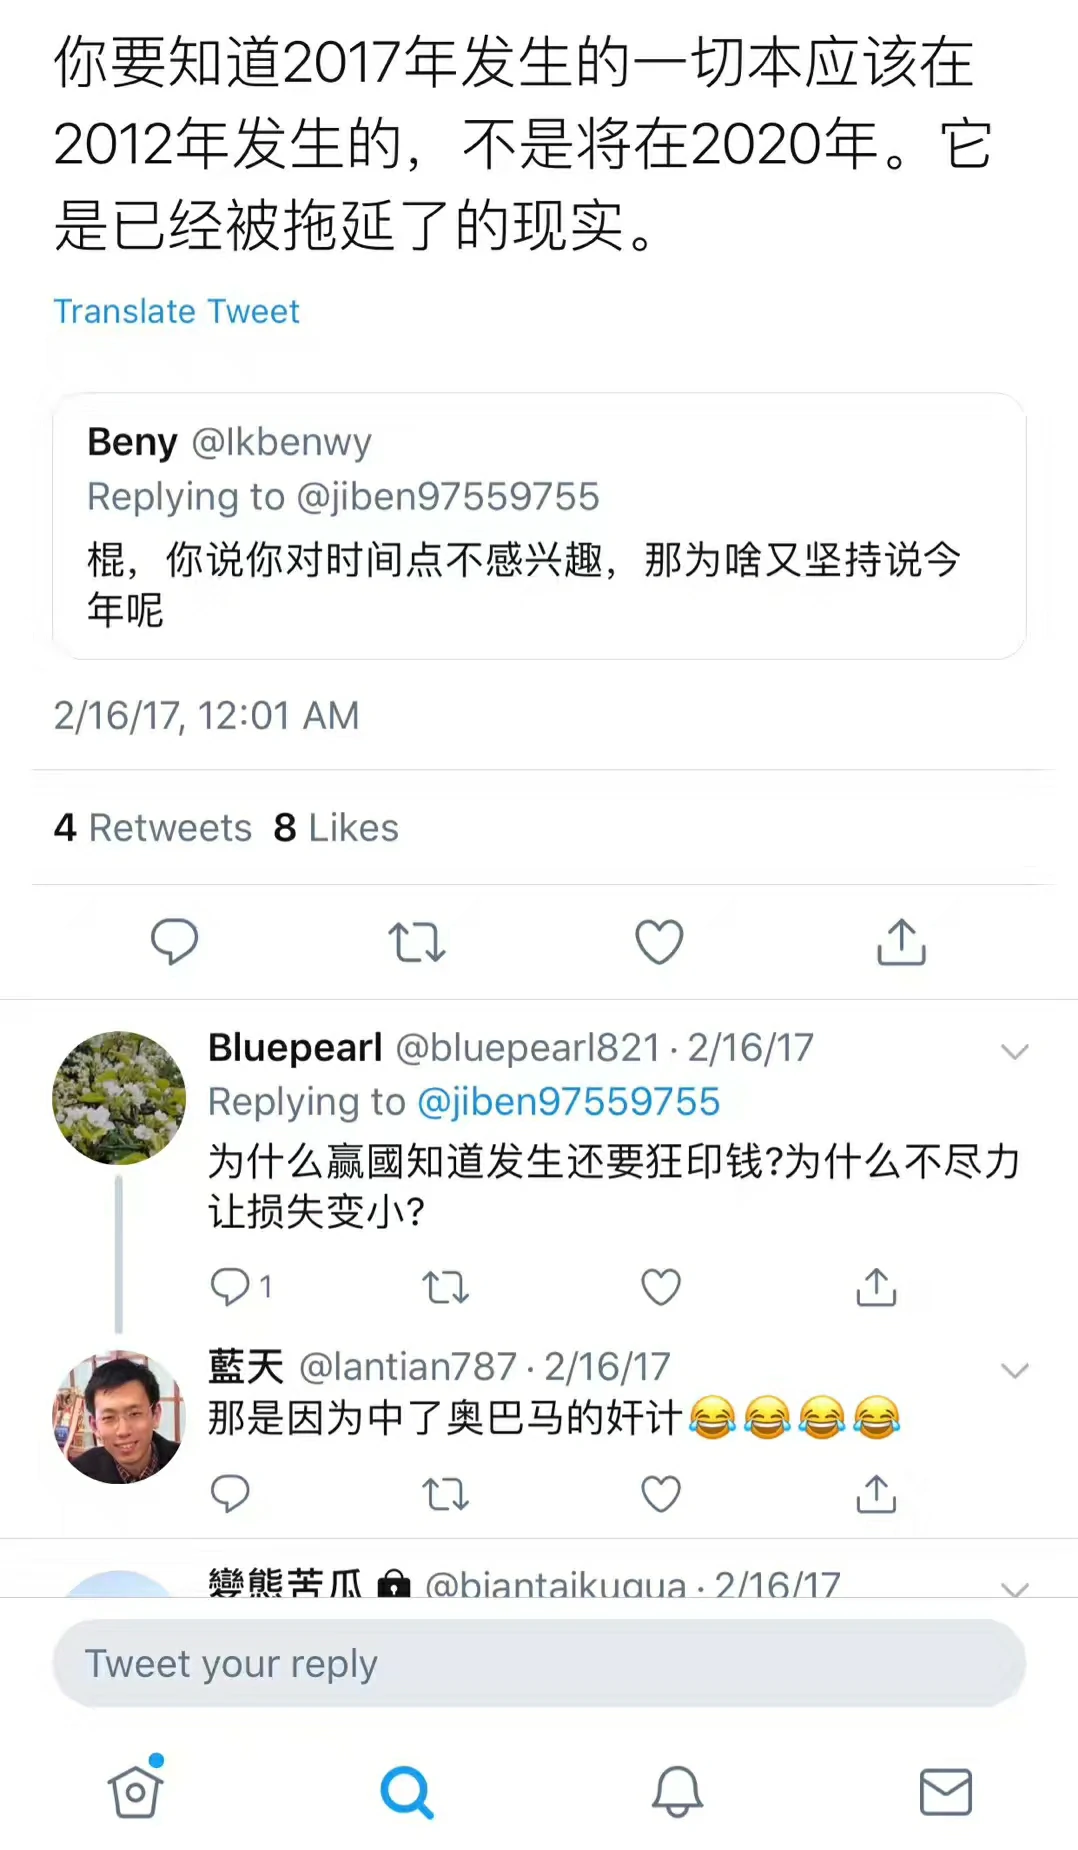 你要知道2017年发生的一切本应该在
2012年发生的，不是将在2020年。它
是已经被拖延了的现实。
Translate Tweet
Beny @Ikbenwy
Replying to @jiben97559755
棍，你说你对时间点不感兴趣，那为啥又坚持说今
年呢
2/16/17, 12:01 AM
4 Retweets 8 Likes
Bluepearl @bluepearl821 · 2/16/17
Replying to @jiben97559755
为什么赢國知道发生还要狂印钱?为什么不尽力
让损失变小?
1
藍天 @lantian787 · 2/16/17
那是因为中了奥巴马的奸计😂😂😂😂
變態苦瓜🔒 @biantaikugua · 2/16/17
Tweet your reply